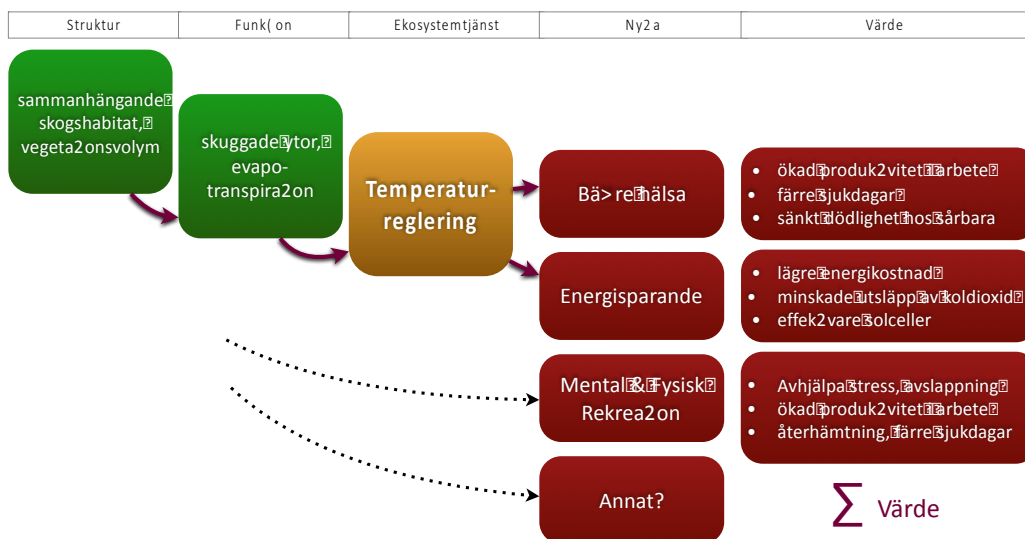 Struktur
Funk( on
Ekosystemtjänst
Ny2a
Värde
sammanhängande
skogshabitat,
vegeta2onsvolym
skuggade ytor,
evapo-
transpira2on
Temperatur-
reglering
Bä> re hälsa
• ökad produk2vitet i arbete
• färre sjukdagar
• sänkt dödlighet hos sårbara
Energisparande
• lägre energikostnad
• minskade utsläpp av koldioxid
• effek2vare solceller
Mental & Fysisk
Rekrea2on
• Avhjälpa stress, avslappning
• ökad produk2vitet i arbete
• återhämtning, färre sjukdagar
Annat?
∑ Värde